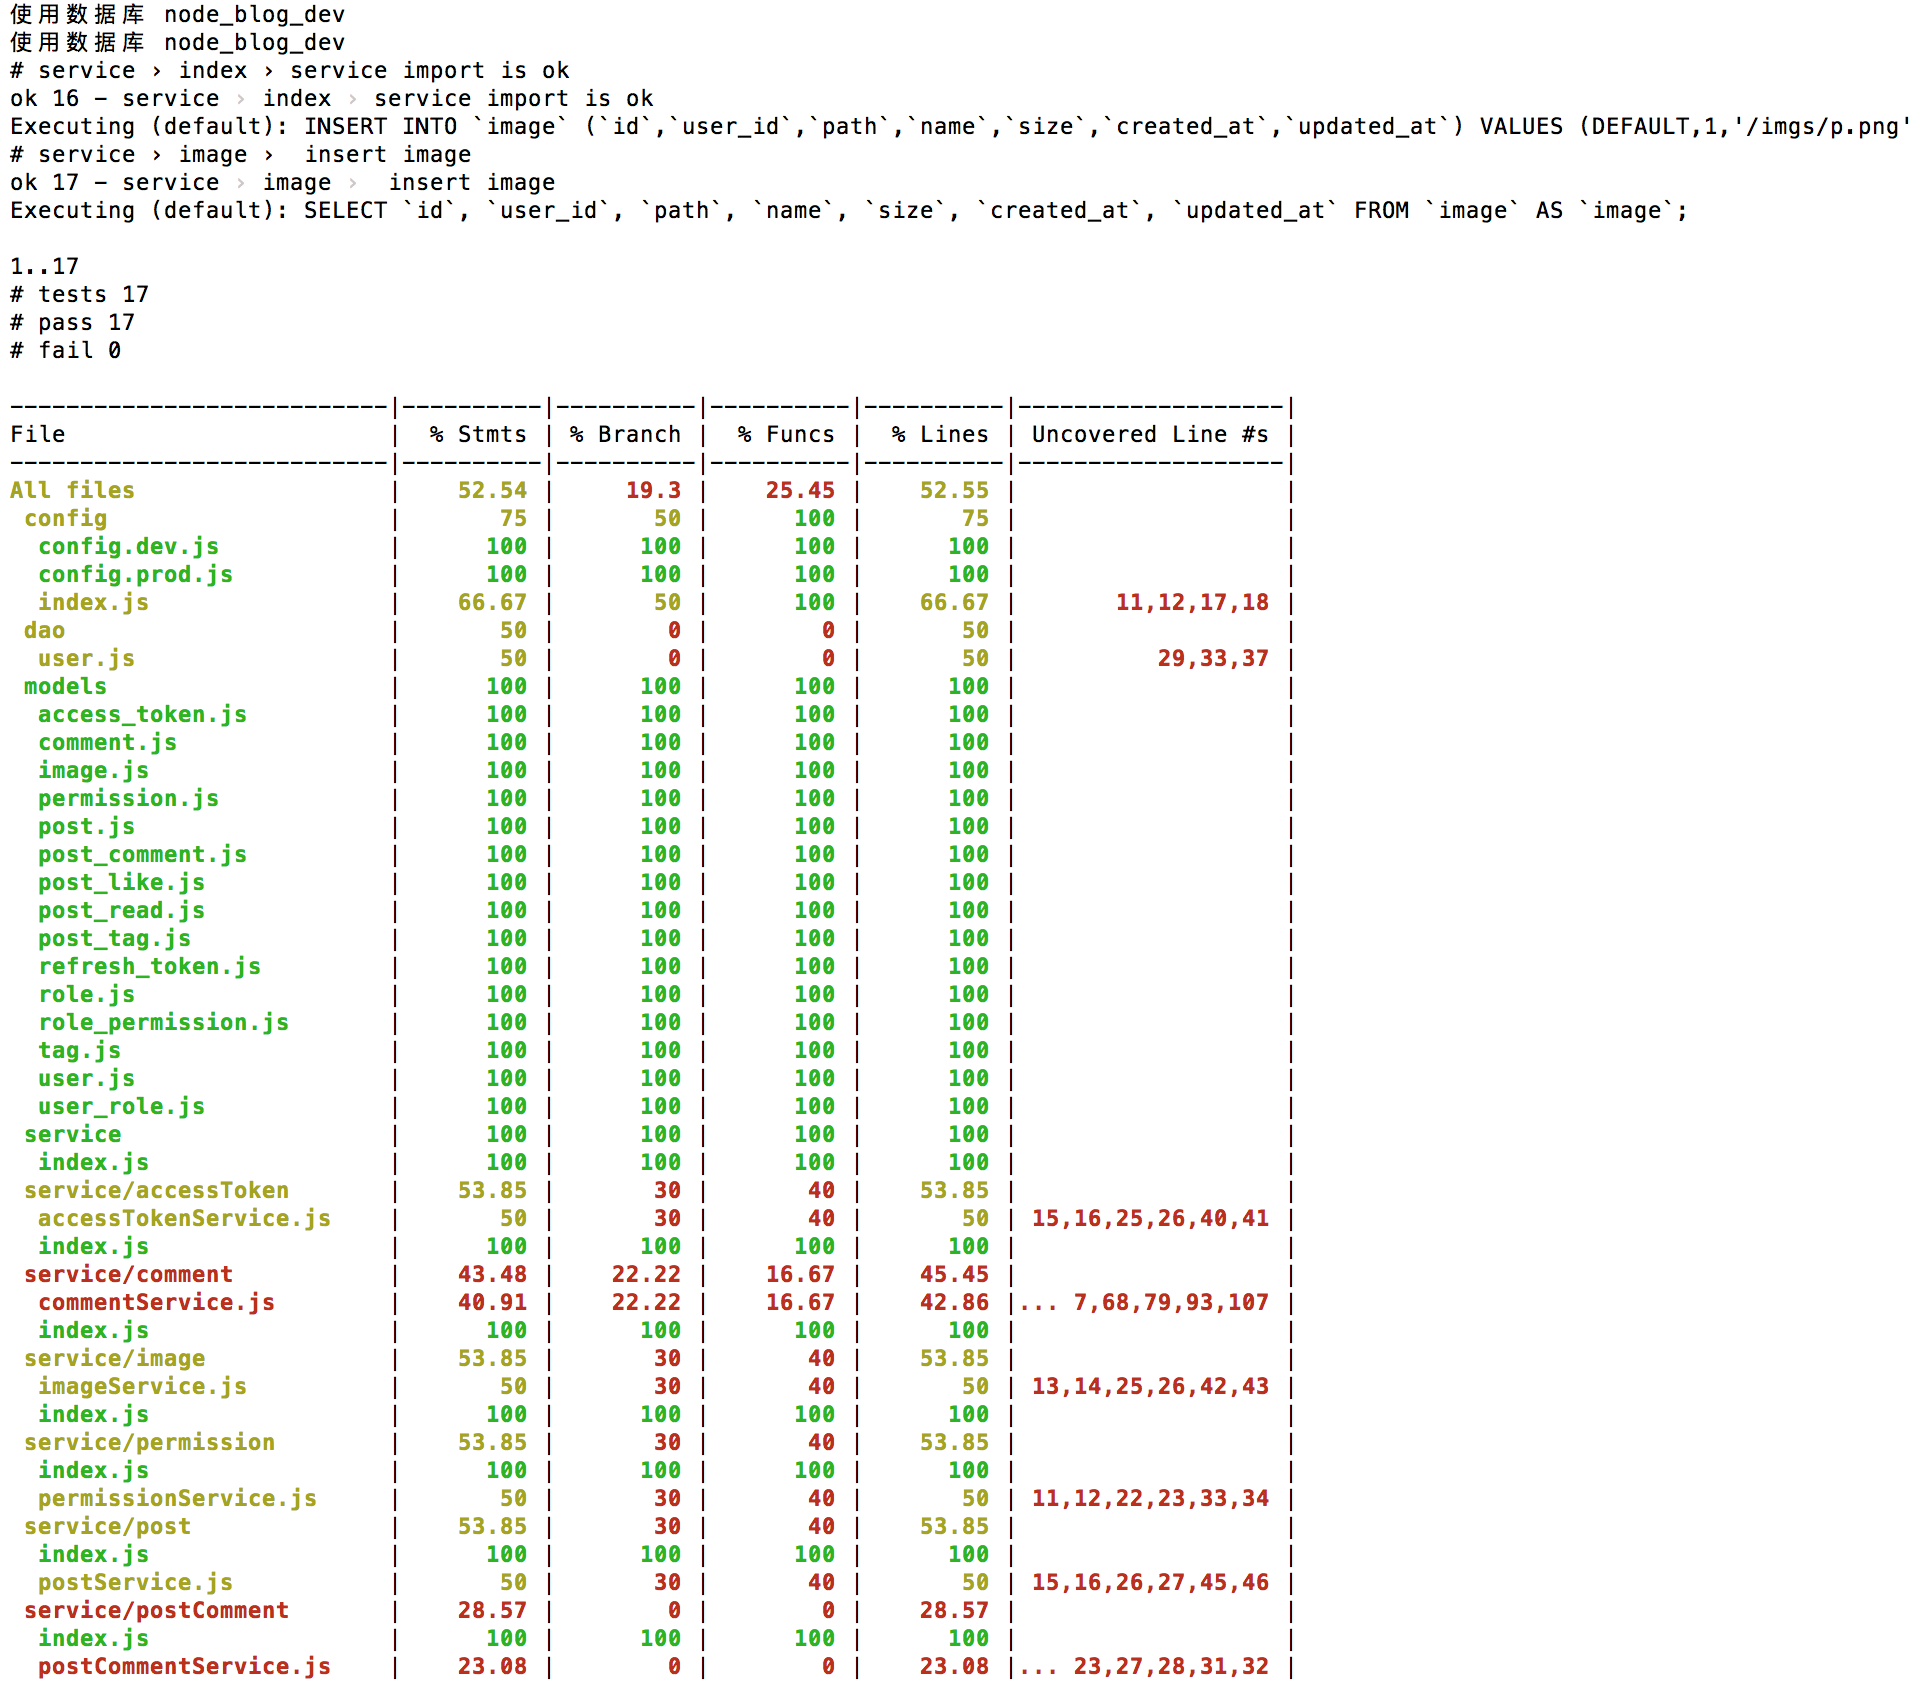 使用数据库 node_blog_dev
使用数据库 node_blog_dev
# service › index › service import is ok
ok 16 - service › index › service import is ok
Executing (default): INSERT INTO `image` (`id`,`user_id`,`path`,`name`,`size`,`created_at`,`updated_at`) VALUES (DEFAULT,1,'/imgs/p.png'
# service › image ›  insert image
ok 17 - service › image ›  insert image
Executing (default): SELECT `id`, `user_id`, `path`, `name`, `size`, `created_at`, `updated_at` FROM `image` AS `image`;

1..17
# tests 17
# pass 17
# fail 0

---------------------------|----------|----------|----------|----------|-------------------|
File                       |  % Stmts | % Branch |  % Funcs |  % Lines | Uncovered Line #s |
---------------------------|----------|----------|----------|----------|-------------------|
All files                  |    52.54 |     19.3 |    25.45 |    52.55 |                   |
 config                    |       75 |       50 |      100 |       75 |                   |
  config.dev.js            |      100 |      100 |      100 |      100 |                   |
  config.prod.js           |      100 |      100 |      100 |      100 |                   |
  index.js                 |    66.67 |       50 |      100 |    66.67 |       11,12,17,18 |
 dao                       |       50 |        0 |        0 |       50 |                   |
  user.js                  |       50 |        0 |        0 |       50 |          29,33,37 |
 models                    |      100 |      100 |      100 |      100 |                   |
  access_token.js          |      100 |      100 |      100 |      100 |                   |
  comment.js               |      100 |      100 |      100 |      100 |                   |
  image.js                 |      100 |      100 |      100 |      100 |                   |
  permission.js            |      100 |      100 |      100 |      100 |                   |
  post.js                  |      100 |      100 |      100 |      100 |                   |
  post_comment.js          |      100 |      100 |      100 |      100 |                   |
  post_like.js             |      100 |      100 |      100 |      100 |                   |
  post_read.js             |      100 |      100 |      100 |      100 |                   |
  post_tag.js              |      100 |      100 |      100 |      100 |                   |
  refresh_token.js         |      100 |      100 |      100 |      100 |                   |
  role.js                  |      100 |      100 |      100 |      100 |                   |
  role_permission.js       |      100 |      100 |      100 |      100 |                   |
  tag.js                   |      100 |      100 |      100 |      100 |                   |
  user.js                  |      100 |      100 |      100 |      100 |                   |
  user_role.js             |      100 |      100 |      100 |      100 |                   |
 service                   |      100 |      100 |      100 |      100 |                   |
  index.js                 |      100 |      100 |      100 |      100 |                   |
 service/accessToken       |    53.85 |       30 |       40 |    53.85 |                   |
  accessTokenService.js    |       50 |       30 |       40 |       50 | 15,16,25,26,40,41 |
  index.js                 |      100 |      100 |      100 |      100 |                   |
 service/comment           |    43.48 |    22.22 |    16.67 |    45.45 |                   |
  commentService.js        |    40.91 |    22.22 |    16.67 |    42.86 |... 7,68,79,93,107 |
  index.js                 |      100 |      100 |      100 |      100 |                   |
 service/image             |    53.85 |       30 |       40 |    53.85 |                   |
  imageService.js          |       50 |       30 |       40 |       50 | 13,14,25,26,42,43 |
  index.js                 |      100 |      100 |      100 |      100 |                   |
 service/permission        |    53.85 |       30 |       40 |    53.85 |                   |
  index.js                 |      100 |      100 |      100 |      100 |                   |
  permissionService.js     |       50 |       30 |       40 |       50 | 11,12,22,23,33,34 |
 service/post              |    53.85 |       30 |       40 |    53.85 |                   |
  index.js                 |      100 |      100 |      100 |      100 |                   |
  postService.js           |       50 |       30 |       40 |       50 | 15,16,26,27,45,46 |
 service/postComment       |    28.57 |        0 |        0 |    28.57 |                   |
  index.js                 |      100 |      100 |      100 |      100 |                   |
  postCommentService.js    |    23.08 |        0 |        0 |    23.08 |... 23,27,28,31,32 |